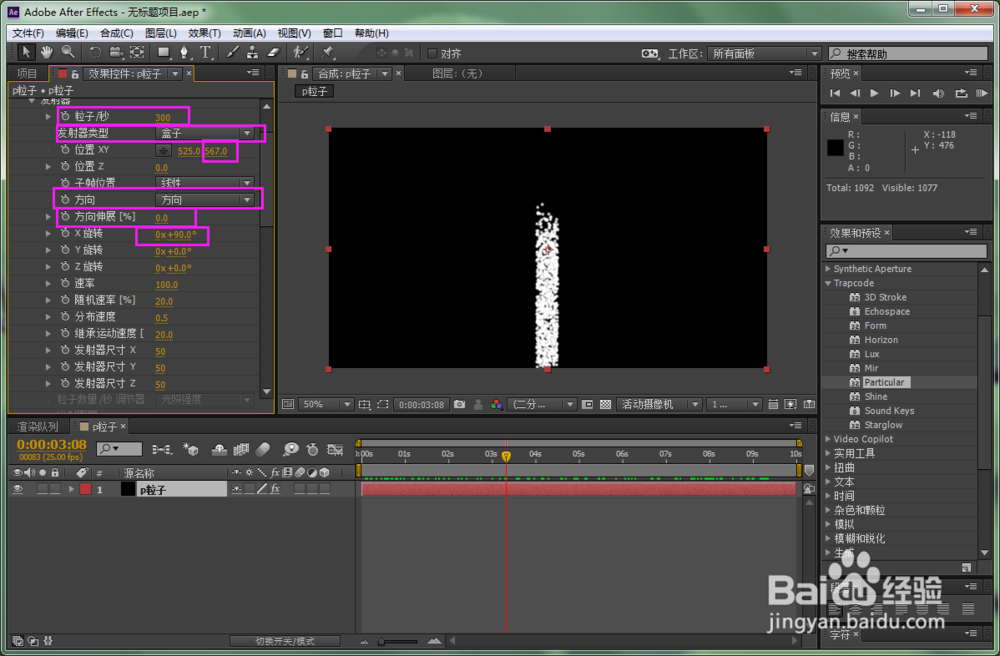 Adobe After Effects - 无标题项目.aep *
文件(F) 编辑(E) 合成(C) 图层(L) 效果(T) 动画(A) 视图(V) 窗口 帮助(H)
对齐 工作区: 所有面板 搜索帮助
项目 效果控件: p粒子 ×
p粒子 • p粒子
发射器
粒子/秒 300
发射器类型 盒子
位置 XY 525.0, 567.0
位置 Z 0.0
子帧位置 线性
方向 方向
方向伸展 [%] 0.0
X 旋转 0x +90.0°
Y 旋转 0x +0.0°
Z 旋转 0x +0.0°
速率 100.0
随机速率 [%] 20.0
分布速度 0.5
继承运动速度 [ 20.0
发射器尺寸 X 50
发射器尺寸 Y 50
发射器尺寸 Z 50
粒子数量/秒 调节器 光照强度
合成: p粒子 × 图层: (无)
p粒子
50% 0:00:03:08 (二分... 活动摄像机 1 ...
预览 ×
信息 ×
R: X: -118
G: Y: 476
B:
A: 0
Total: 1092 Visible: 1077
效果和预设 ×
Synthetic Aperture
Trapcode
3D Stroke
Echospace
Form
Horizon
Lux
Mir
Particular
Shine
Sound Keys
Starglow
Video Copilot
实用工具
扭曲
文本
时间
杂色和颗粒
模拟
模糊和锐化
生成
字符 ×
渲染队列 p粒子 ×
0:00:03:08
00083 (25.00 fps)
# 源名称
1 p粒子
:00s 01s 02s 03s 04s 05s 06s 07s 08s 09s 10s
切换开关/模式
Baidu 经验
jingyan.baidu.com